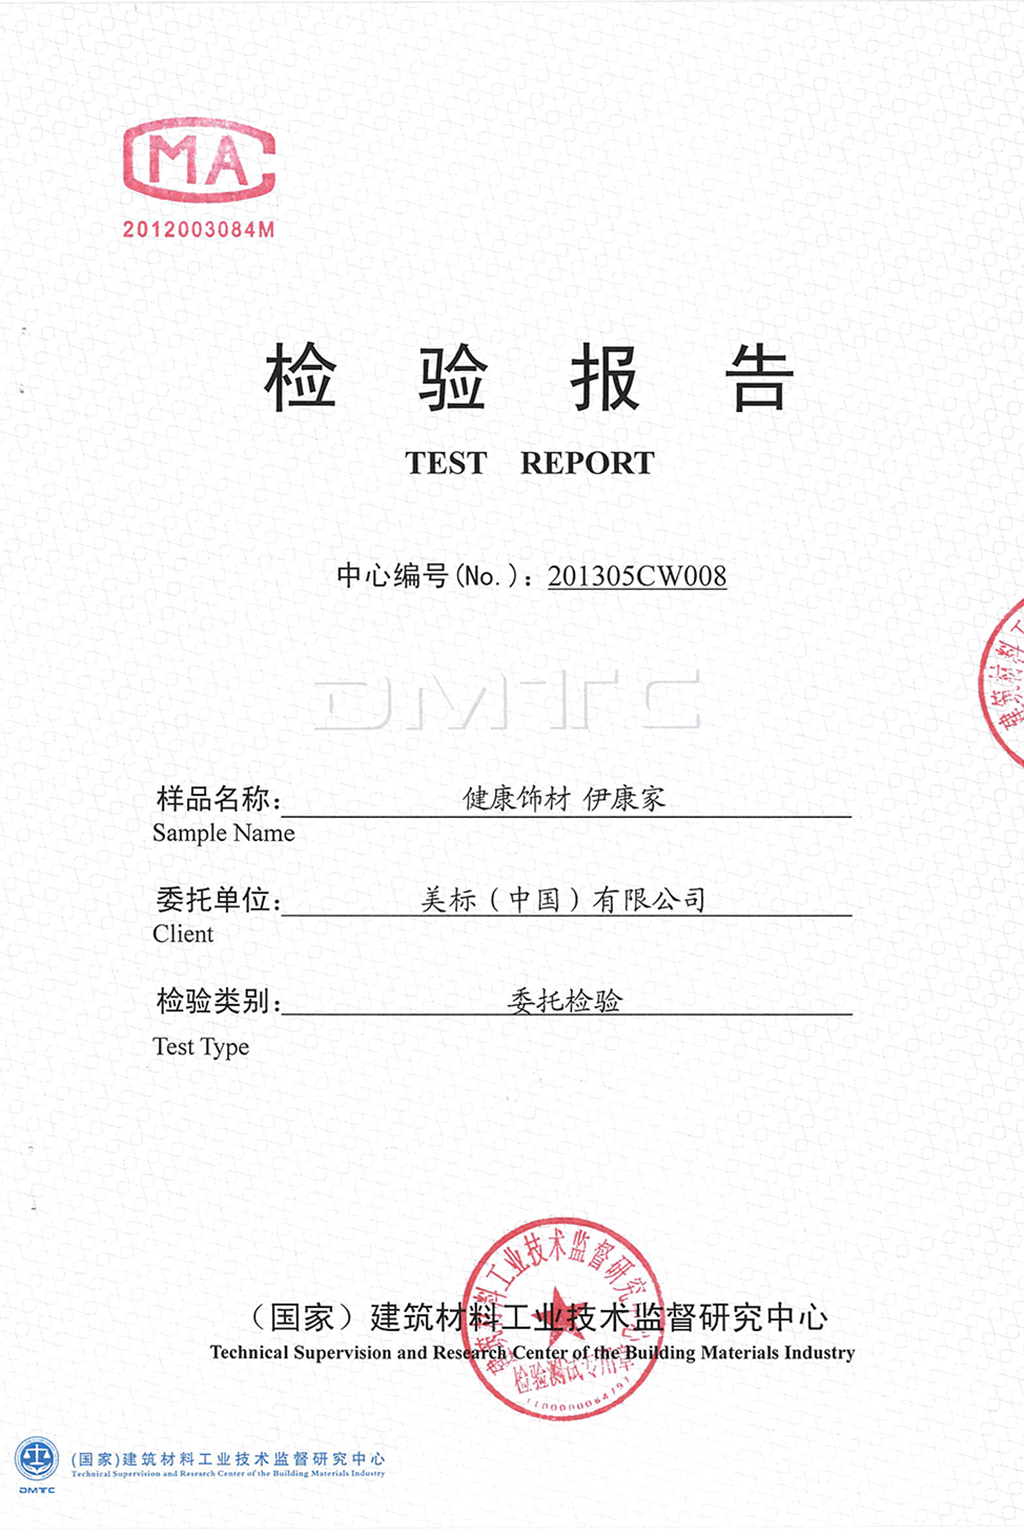 CMA
2012003084M
检 验 报 告
TEST REPORT
中心编号(No.): 201305CW008
DMTC
样品名称: 健康饰材 伊康家
Sample Name
委托单位: 美标（中国）有限公司
Client
检验类别: 委托检验
Test Type
建筑材料工
建筑材料工业技术监督研究中心
（国家）建筑材料工业技术监督研究中心
Technical Supervision and Research Center of the Building Materials Industry
检验测试专用章
(国家)建筑材料工业技术监督研究中心
Technical Supervision and Research Center of the Building Materials Industry
DMTC